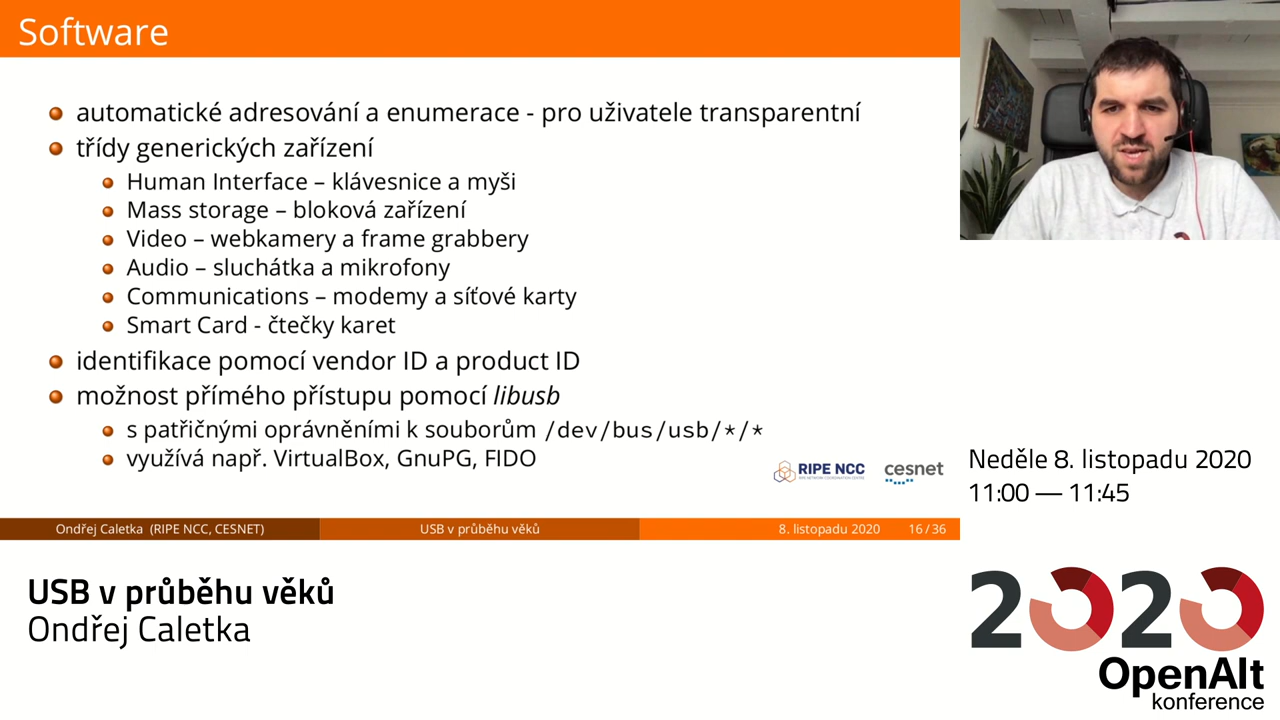 Software
automatické adresování a enumerace - pro uživatele transparentní
třídy generických zařízení
Human Interface – klávesnice a myši
Mass storage – bloková zařízení
Video – webkamery a frame grabbery
Audio – sluchátka a mikrofony
Communications – modemy a síťové karty
Smart Card - čtečky karet
identifikace pomocí vendor ID a product ID
možnost přímého přístupu pomocí libusb
s patřičnými oprávněními k souborům /dev/bus/usb/*/*
využívá např. VirtualBox, GnuPG, FIDO
RIPE NCC
RIPE NETWORK COORDINATION CENTRE
cesnet
Ondřej Caletka (RIPE NCC, CESNET)
USB v průběhu věků
8. listopadu 2020
16/36
Neděle 8. listopadu 2020
11:00 — 11:45
USB v průběhu věků
Ondřej Caletka
2020
OpenAlt
konference